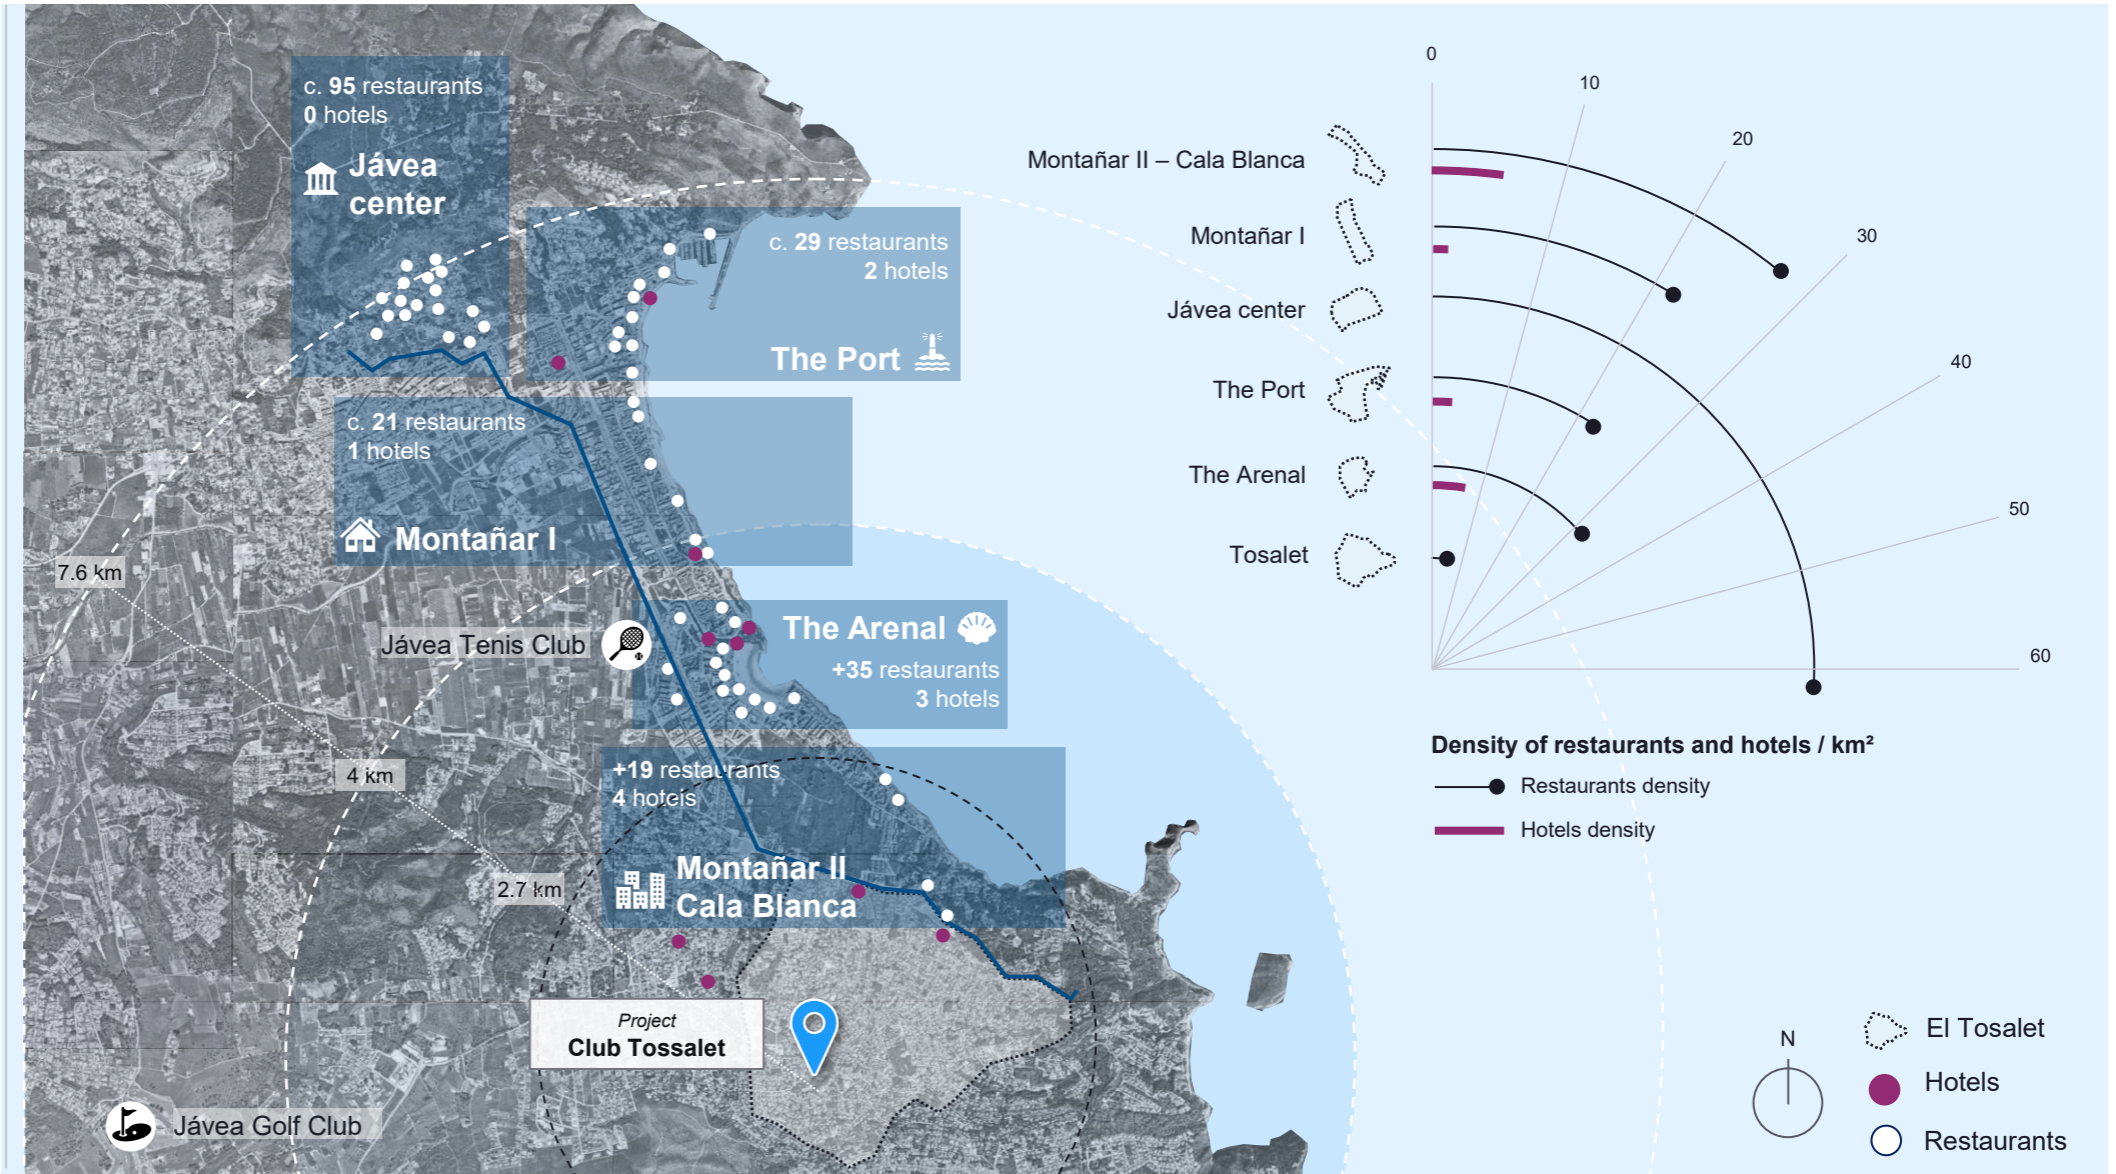 c. 95 restaurants
0 hotels
Jávea
center
c. 29 restaurants
2 hotels
The Port
c. 21 restaurants
1 hotels
Montañar I
7.6 km
Jávea Tenis Club
The Arenal
+35 restaurants
3 hotels
4 km
+19 restaurants
4 hotels
Montañar II
Cala Blanca
2.7 km
Project
Club Tossalet
Jávea Golf Club
0
10
20
30
40
50
60
Montañar II – Cala Blanca
Montañar I
Jávea center
The Port
The Arenal
Tosalet
Density of restaurants and hotels / km²
Restaurants density
Hotels density
N
El Tosalet
Hotels
Restaurants